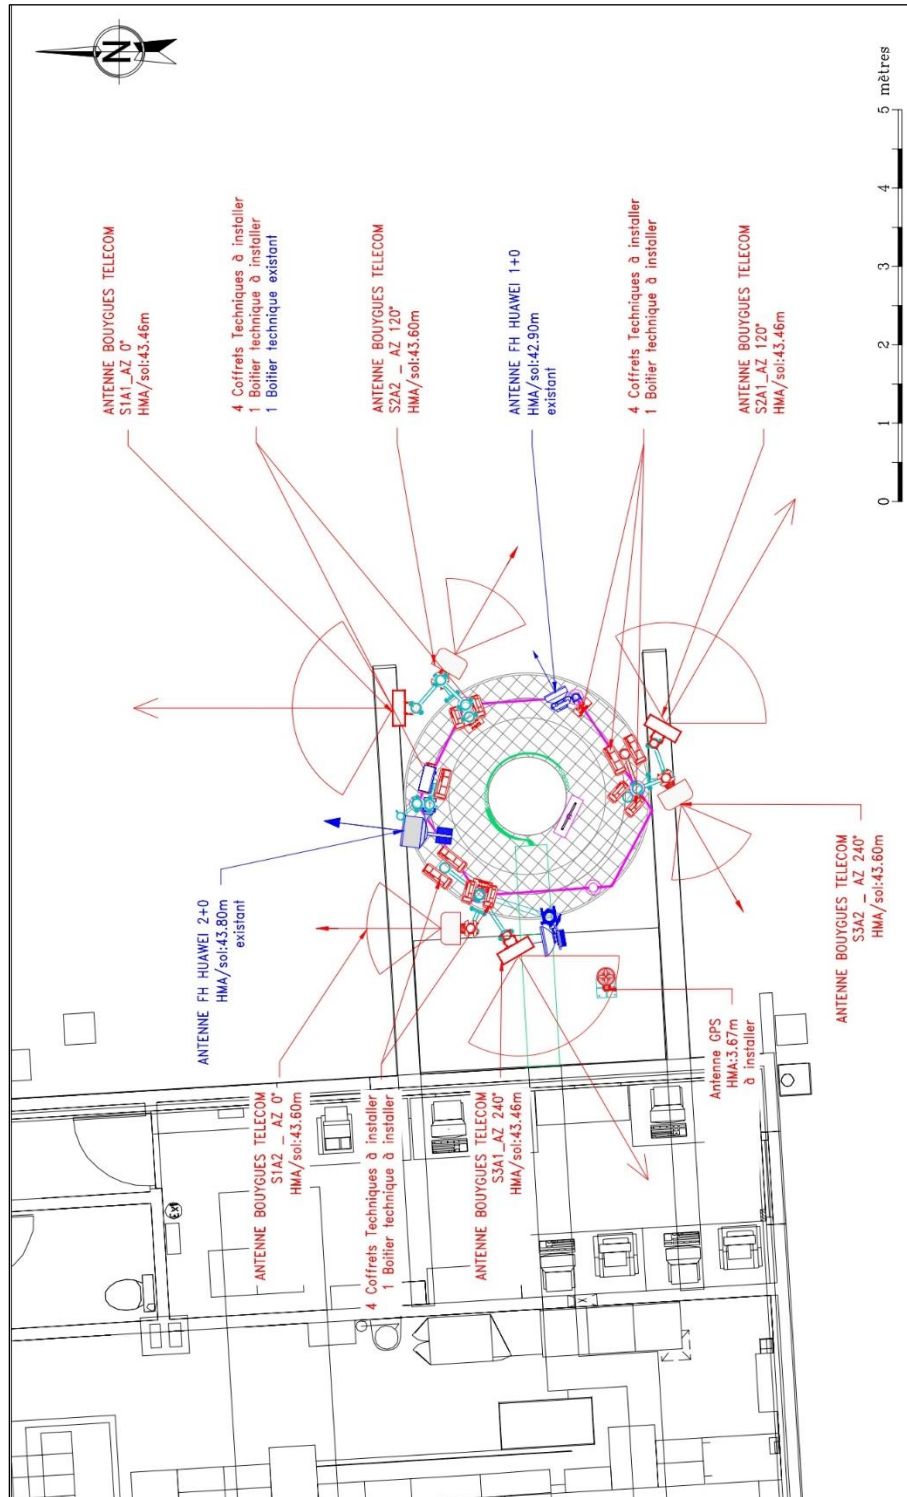 N
ANTENNE BOUYGUES TELECOM
S1A1_AZ 0°
HMA/sol:43.46m
4 Coffrets Techniques à installer
1 Boitier technique à installer
1 Boitier technique existant
ANTENNE BOUYGUES TELECOM
S2A2 _ AZ 120°
HMA/sol:43.60m
ANTENNE FH HUAWEI 1+0
HMA/sol:42.90m
existant
4 Coffrets Techniques à installer
1 Boitier technique à installer
ANTENNE BOUYGUES TELECOM
S2A1_AZ 120°
HMA/sol:43.46m
0 1 2 3 4 5 mètres
ANTENNE FH HUAWEI 2+0
HMA/sol:43.80m
existant
ANTENNE BOUYGUES TELECOM
S1A2 _ AZ 0°
HMA/sol:43.60m
4 Coffrets Techniques à installer
1 Boitier technique à installer
ANTENNE BOUYGUES TELECOM
S3A1_AZ 240°
HMA/sol:43.46m
Antenne GPS
HMA:3.67m
à installer
ANTENNE BOUYGUES TELECOM
S3A2 _ AZ 240°
HMA/sol:43.60m